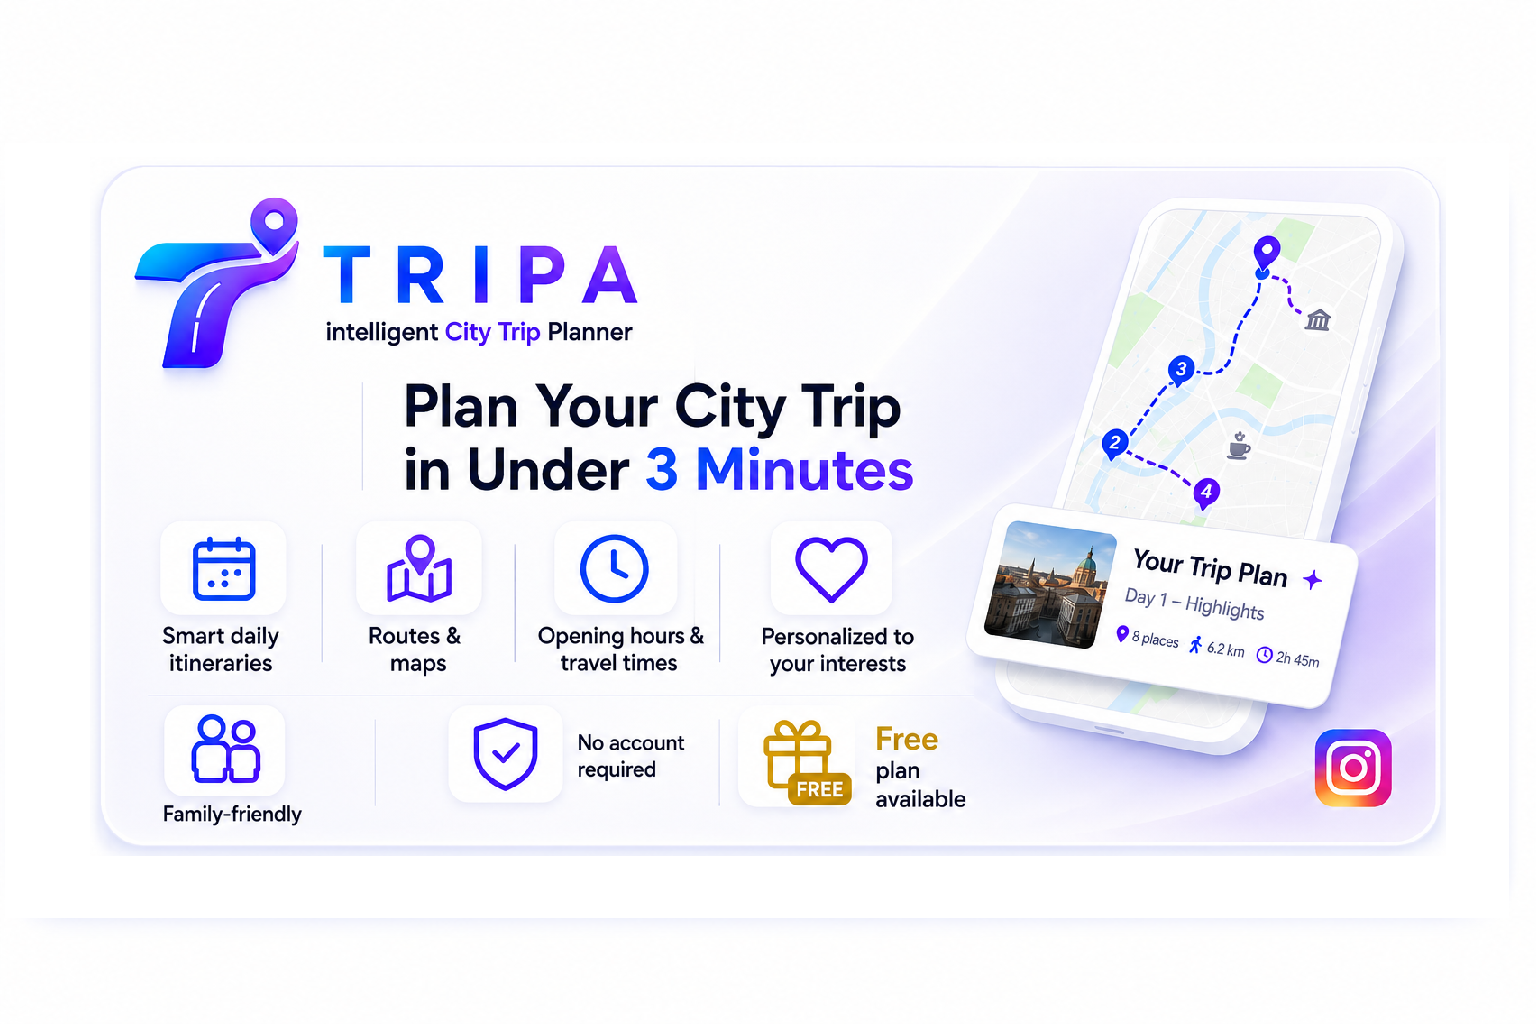 TRIPA
intelligent City Trip Planner
Plan Your City Trip
in Under 3 Minutes
Smart daily
itineraries
Routes &
maps
Opening hours &
travel times
Personalized to
your interests
Family-friendly
No account
required
FREE
Free
plan
available
3
2
4
Your Trip Plan
Day 1 – Highlights
8 places 6.2 km 2h 45m